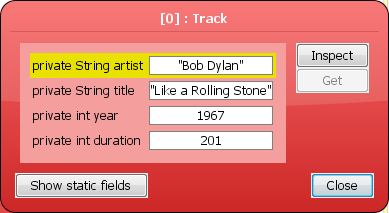 [0] : Track
private String artist "Bob Dylan"
Inspect
private String title "Like a Rolling Stone"
Get
private int year 1967
private int duration 201
Show static fields Close